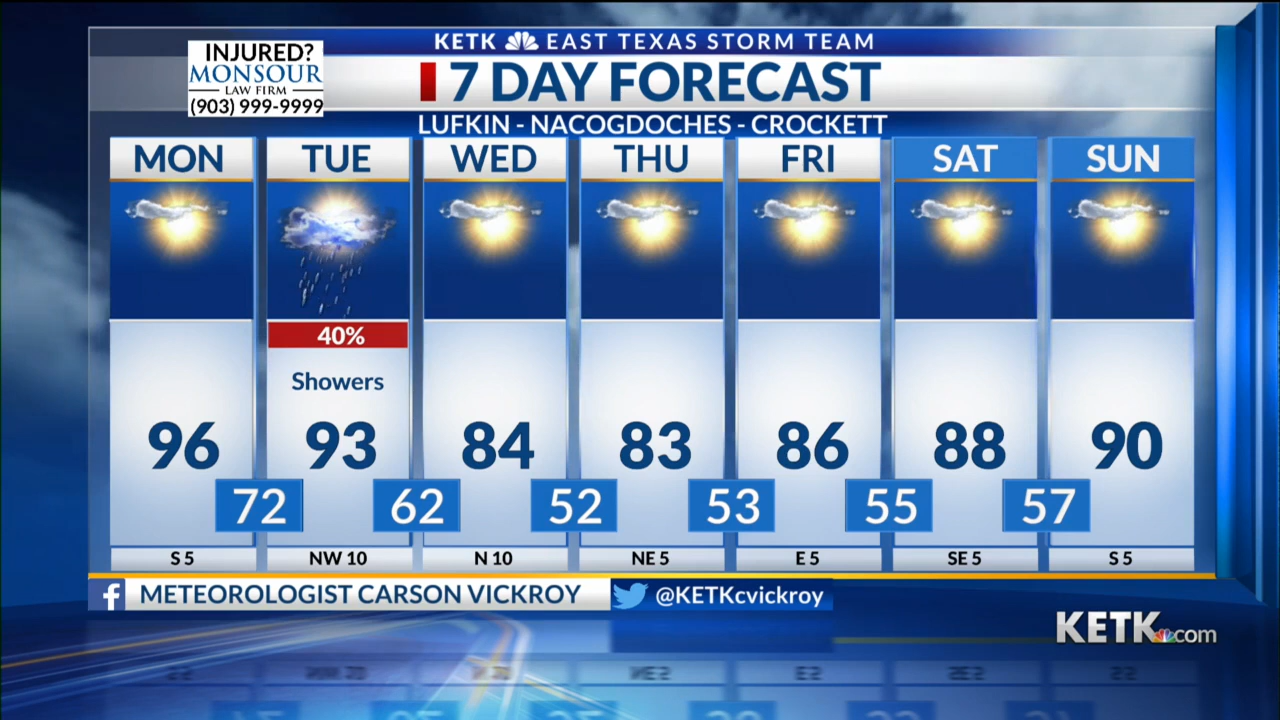 KETK EAST TEXAS STORM TEAM
INJURED?
MONSOUR
LAW FIRM
(903) 999-9999
7 DAY FORECAST
LUFKIN - NACOGDOCHES - CROCKETT
MON TUE WED THU FRI SAT SUN
40%
Showers
96 93 84 83 86 88 90
72 62 52 53 55 57
S 5 NW 10 N 10 NE 5 E 5 SE 5 S 5
f METEOROLOGIST CARSON VICKROY @KETKcvickroy
KETK.com